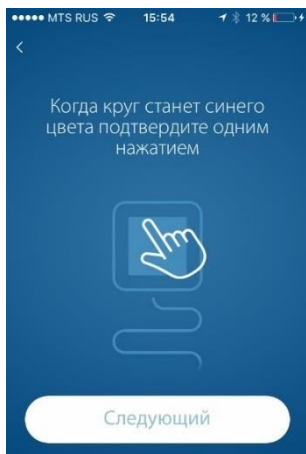 MTS RUS 15:54 12 %
Когда круг станет синего
цвета подтвердите одним
нажатием
Следующий